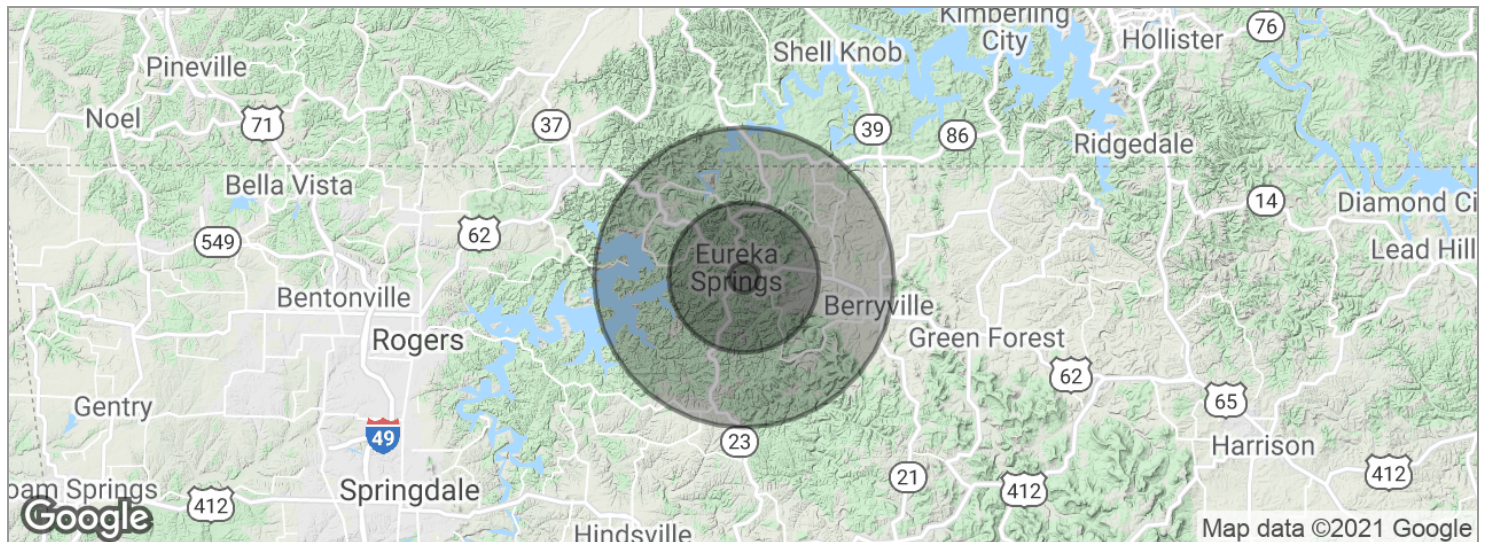 Kimberling
City
Hollister
76
Shell Knob
Pineville
Noel
71
37
39
86
Ridgedale
Bella Vista
14
Diamond Ci
549
62
Lead Hill
Eureka
Springs
Bentonville
Berryville
Rogers
Green Forest
62
65
Gentry
49
23
Harrison
21
412
oam Springs
412
Springdale
412
Google
Hindsville
Map data ©2021 Google